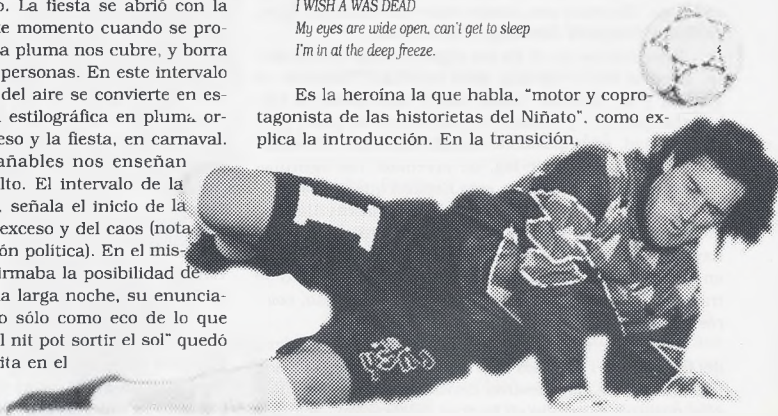 o. La fiesta se abrió con la
te momento cuando se pro-
a pluma nos cubre, y borra
personas. En este intervalo
del aire se convierte en es-
a estilográfica en pluma or-
eso y la fiesta, en carnaval.
añables nos enseñan
lto. El intervalo de la
, señala el inicio de la
exceso y del caos (nota
ón política). En el mis-
irmaba la posibilidad de
a larga noche, su enuncia-
o sólo como eco de lo que
l nit pot sortir el sol" quedó
ita en el
I WISH A WAS DEAD
My eyes are wide open, can't get to sleep
I'm in at the deep freeze.
Es la heroína la que habla, "motor y copro-
tagonista de las historietas del Niñato", como ex-
plica la introducción. En la transición,
1